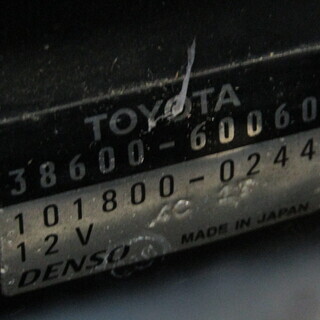 TOYOTA
38600-60060
101800-0244
12V
DENSO MADE IN JAPAN